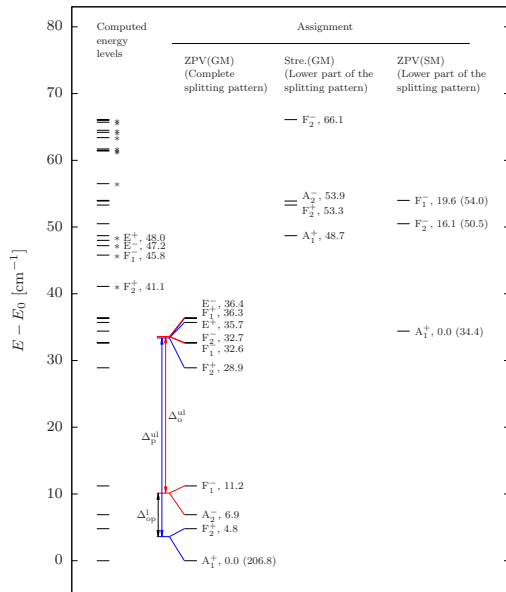 Computed
energy
levels
Assignment
ZPV(GM)
(Complete
splitting pattern)
Stre.(GM)
(Lower part of the
splitting pattern)
ZPV(SM)
(Lower part of the
splitting pattern)
E − E₀ [cm⁻¹]
80
70
60
50
40
30
20
10
0
*
*
*
*
*
*
*
*
* E⁺, 48.0
* E⁻, 47.2
* F₁⁻, 45.8
* F₂⁺, 41.1
E⁻, 36.4
F₁⁺, 36.3
E⁺, 35.7
F₂⁻, 32.7
F₁⁻, 32.6
F₂⁺, 28.9
F₁⁻, 11.2
A₂⁻, 6.9
F₂⁺, 4.8
A₁⁺, 0.0 (206.8)
Δₒᵘˡ
Δₚᵘˡ
Δₒₚˡ
F₂⁻, 66.1
A₂⁻, 53.9
F₂⁺, 53.3
A₁⁺, 48.7
F₁⁻, 19.6 (54.0)
F₂⁻, 16.1 (50.5)
A₁⁺, 0.0 (34.4)